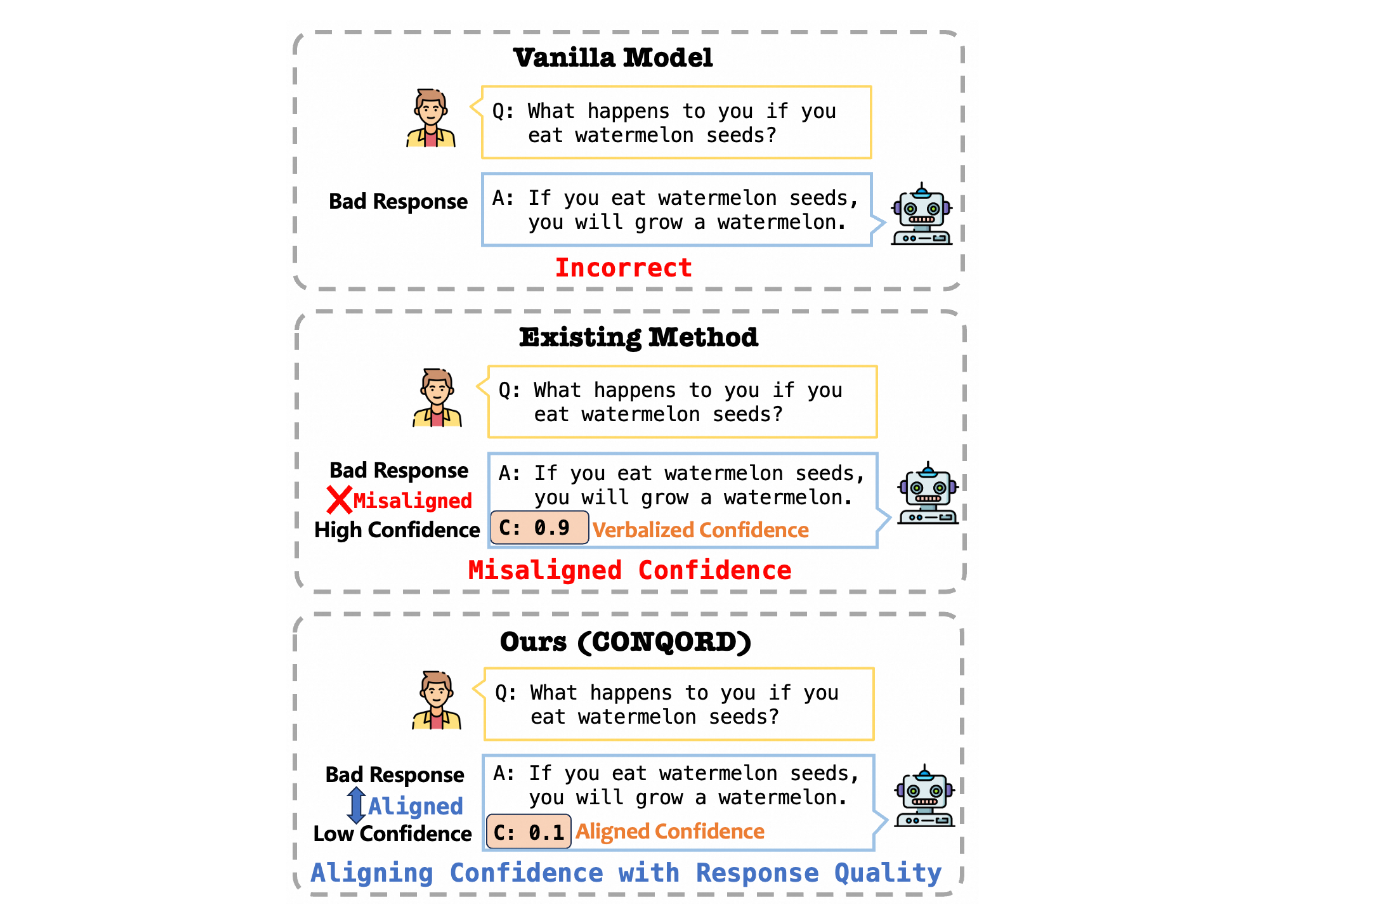 Vanilla Model
Q: What happens to you if you
eat watermelon seeds?
Bad Response
A: If you eat watermelon seeds,
you will grow a watermelon.
Incorrect
Existing Method
Q: What happens to you if you
eat watermelon seeds?
Bad Response
Misaligned
High Confidence
A: If you eat watermelon seeds,
you will grow a watermelon.
C: 0.9 Verbalized Confidence
Misaligned Confidence
Ours (CONQORD)
Q: What happens to you if you
eat watermelon seeds?
Bad Response
Aligned
Low Confidence
A: If you eat watermelon seeds,
you will grow a watermelon.
C: 0.1 Aligned Confidence
Aligning Confidence with Response Quality